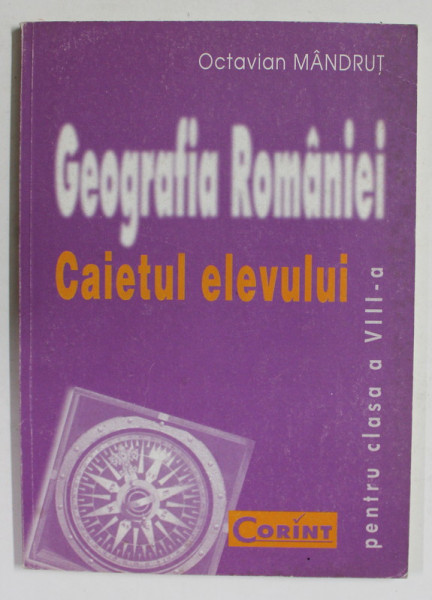 Octavian MÂNDRUȚ
Geografia României
Caietul elevului
pentru clasa a VIII-a
CORINT